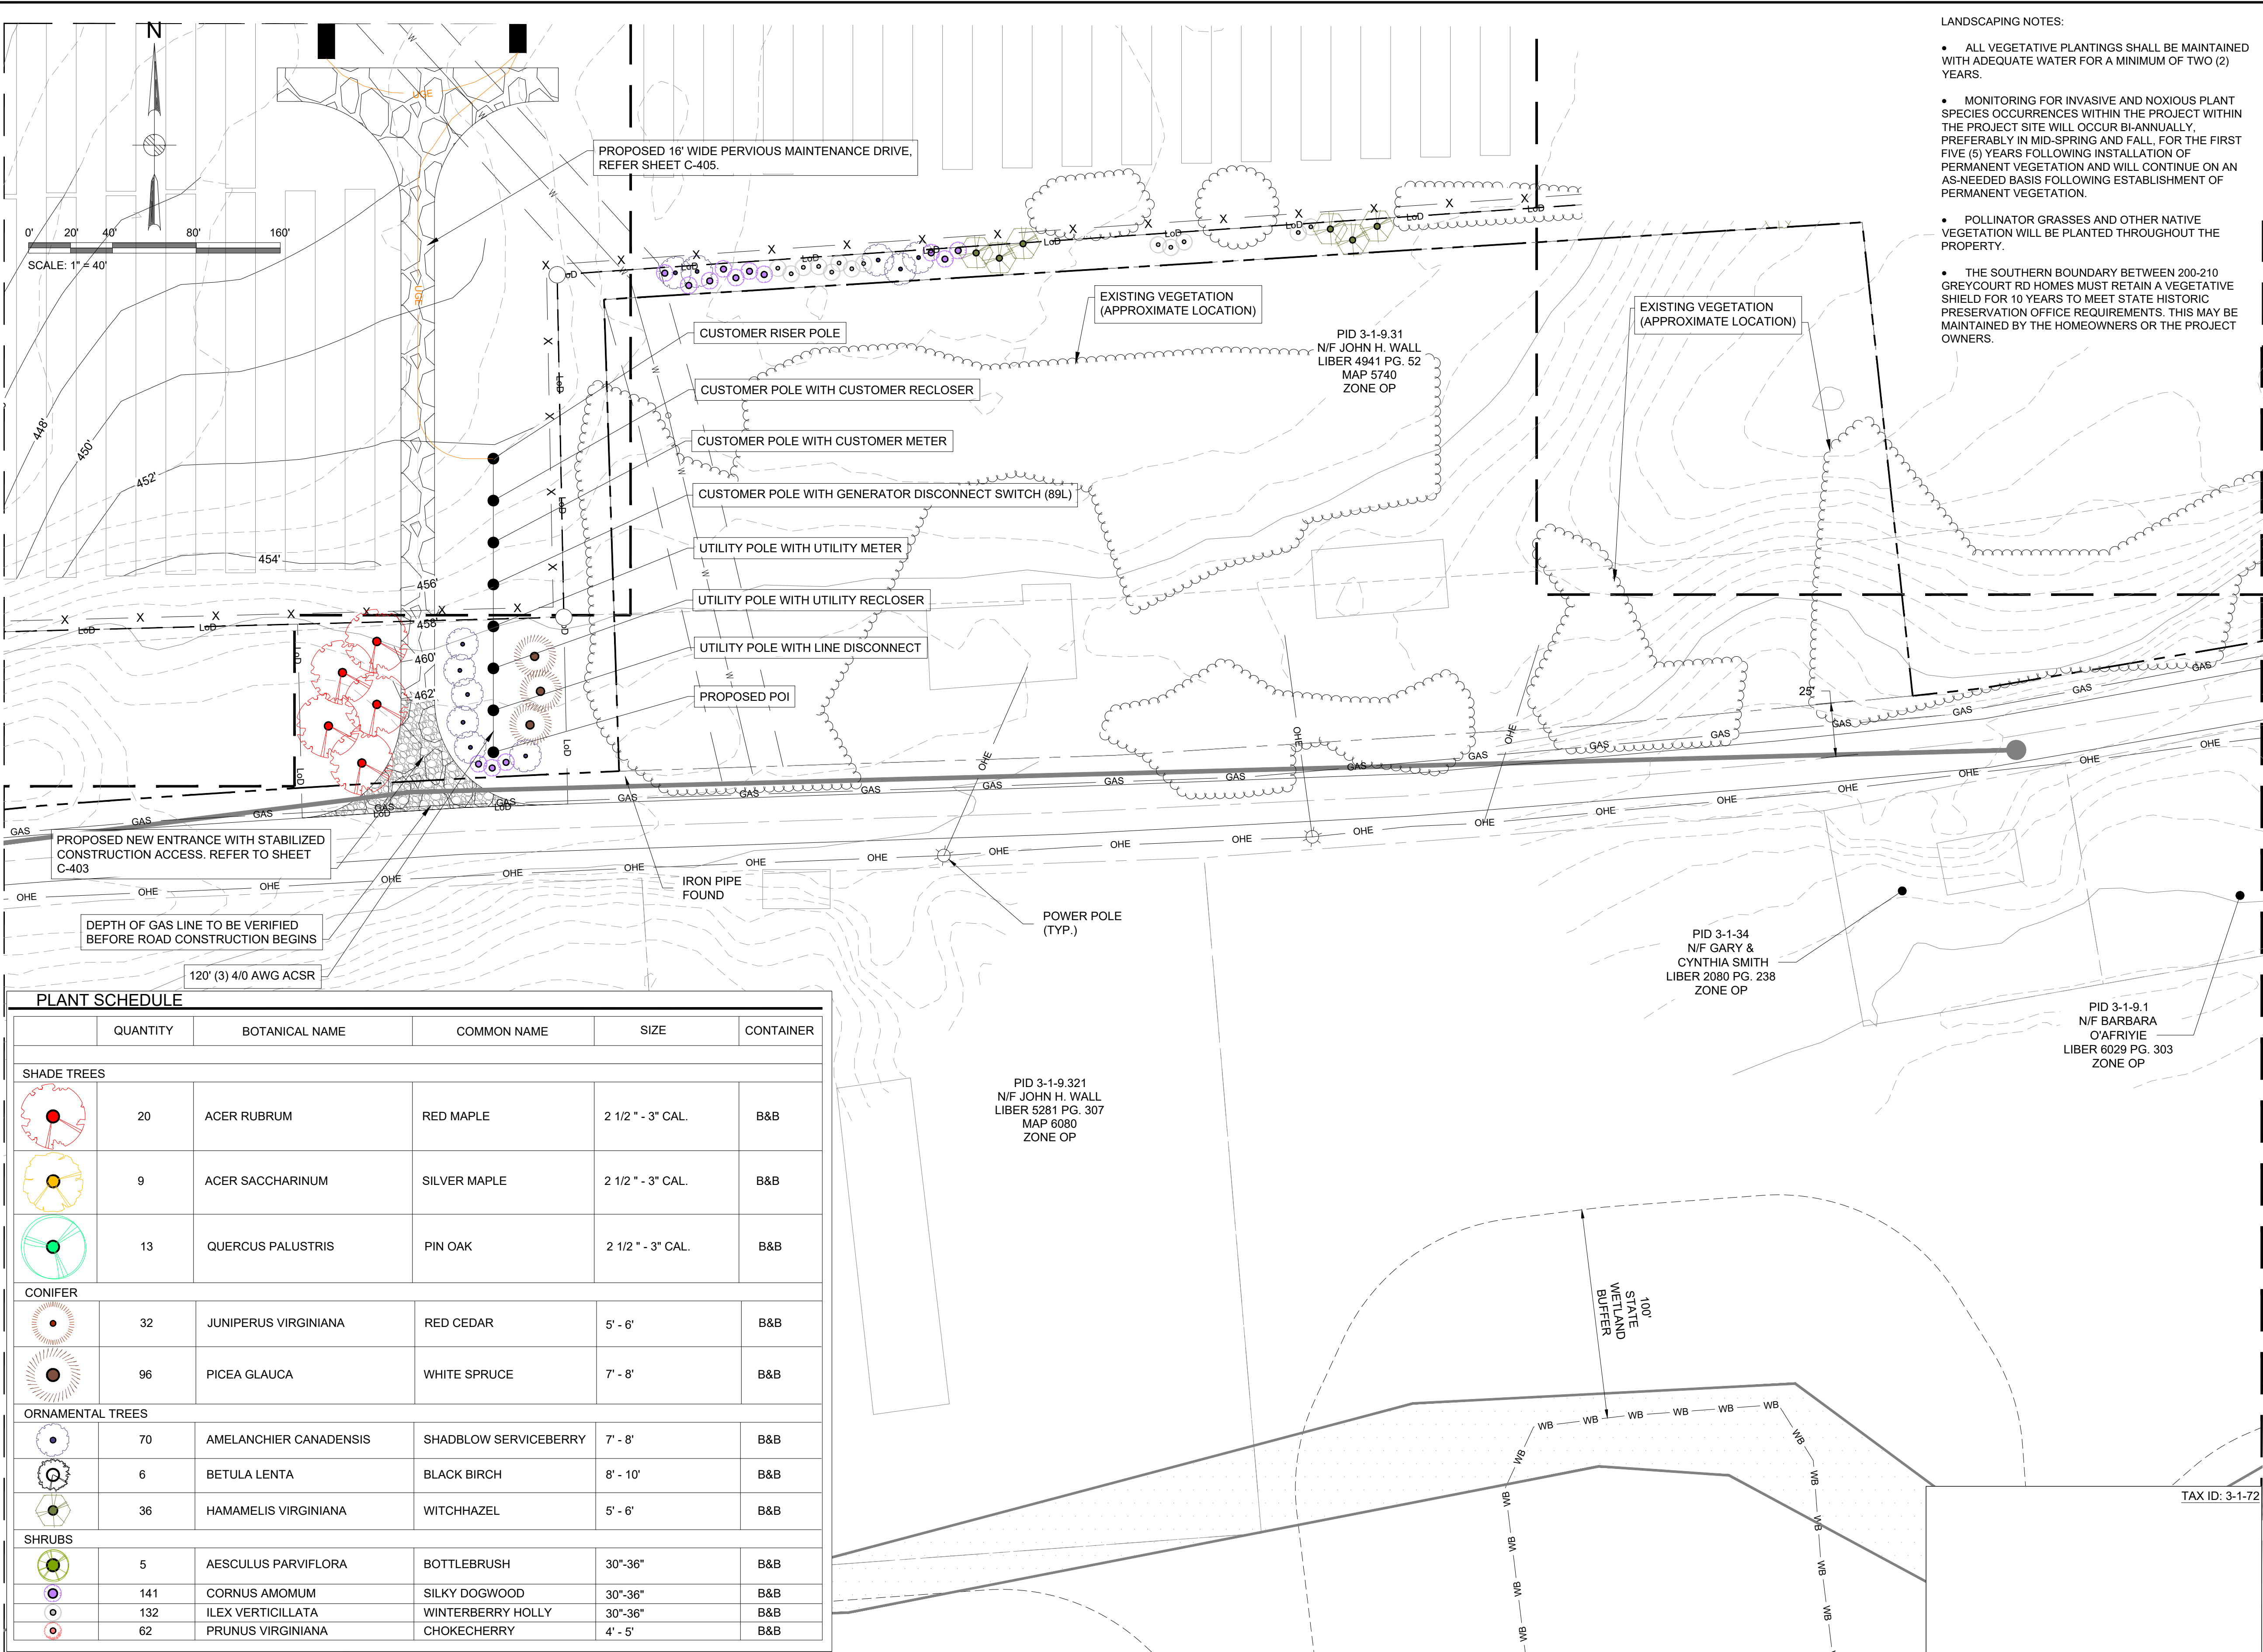 LANDSCAPING NOTES:
• ALL VEGETATIVE PLANTINGS SHALL BE MAINTAINED
WITH ADEQUATE WATER FOR A MINIMUM OF TWO (2)
YEARS.
• MONITORING FOR INVASIVE AND NOXIOUS PLANT
SPECIES OCCURRENCES WITHIN THE PROJECT WITHIN
THE PROJECT SITE WILL OCCUR BI-ANNUALLY,
PREFERABLY IN MID-SPRING AND FALL, FOR THE FIRST
FIVE (5) YEARS FOLLOWING INSTALLATION OF
PERMANENT VEGETATION AND WILL CONTINUE ON AN
AS-NEEDED BASIS FOLLOWING ESTABLISHMENT OF
PERMANENT VEGETATION.
• POLLINATOR GRASSES AND OTHER NATIVE
VEGETATION WILL BE PLANTED THROUGHOUT THE
PROPERTY.
• THE SOUTHERN BOUNDARY BETWEEN 200-210
GREYCOURT RD HOMES MUST RETAIN A VEGETATIVE
SHIELD FOR 10 YEARS TO MEET STATE HISTORIC
PRESERVATION OFFICE REQUIREMENTS. THIS MAY BE
MAINTAINED BY THE HOMEOWNERS OR THE PROJECT
OWNERS.
N
0' 20' 40' 80' 160'
SCALE: 1" = 40'
UGE
UGE
PROPOSED 16' WIDE PERVIOUS MAINTENANCE DRIVE,
REFER SHEET C-405.
EXISTING VEGETATION
(APPROXIMATE LOCATION)
EXISTING VEGETATION
(APPROXIMATE LOCATION)
PID 3-1-9.31
N/F JOHN H. WALL
LIBER 4941 PG. 52
MAP 5740
ZONE OP
CUSTOMER RISER POLE
CUSTOMER POLE WITH CUSTOMER RECLOSER
CUSTOMER POLE WITH CUSTOMER METER
CUSTOMER POLE WITH GENERATOR DISCONNECT SWITCH (89L)
UTILITY POLE WITH UTILITY METER
UTILITY POLE WITH UTILITY RECLOSER
UTILITY POLE WITH LINE DISCONNECT
PROPOSED POI
448'
450'
452'
454'
456'
458'
460'
462'
25'
PROPOSED NEW ENTRANCE WITH STABILIZED
CONSTRUCTION ACCESS. REFER TO SHEET
C-403
DEPTH OF GAS LINE TO BE VERIFIED
BEFORE ROAD CONSTRUCTION BEGINS
120' (3) 4/0 AWG ACSR
IRON PIPE
FOUND
POWER POLE
(TYP.)
PID 3-1-34
N/F GARY &
CYNTHIA SMITH
LIBER 2080 PG. 238
ZONE OP
PID 3-1-9.1
N/F BARBARA
O'AFRIYIE
LIBER 6029 PG. 303
ZONE OP
PID 3-1-9.321
N/F JOHN H. WALL
LIBER 5281 PG. 307
MAP 6080
ZONE OP
100'
STATE
WETLAND
BUFFER
TAX ID: 3-1-72
PLANT SCHEDULE
QUANTITY BOTANICAL NAME COMMON NAME SIZE CONTAINER
SHADE TREES
20 ACER RUBRUM RED MAPLE 2 1/2 " - 3" CAL. B&B
9 ACER SACCHARINUM SILVER MAPLE 2 1/2 " - 3" CAL. B&B
13 QUERCUS PALUSTRIS PIN OAK 2 1/2 " - 3" CAL. B&B
CONIFER
32 JUNIPERUS VIRGINIANA RED CEDAR 5' - 6' B&B
96 PICEA GLAUCA WHITE SPRUCE 7' - 8' B&B
ORNAMENTAL TREES
70 AMELANCHIER CANADENSIS SHADBLOW SERVICEBERRY 7' - 8' B&B
6 BETULA LENTA BLACK BIRCH 8' - 10' B&B
36 HAMAMELIS VIRGINIANA WITCHHAZEL 5' - 6' B&B
SHRUBS
5 AESCULUS PARVIFLORA BOTTLEBRUSH 30"-36" B&B
141 CORNUS AMOMUM SILKY DOGWOOD 30"-36" B&B
132 ILEX VERTICILLATA WINTERBERRY HOLLY 30"-36" B&B
62 PRUNUS VIRGINIANA CHOKECHERRY 4' - 5' B&B